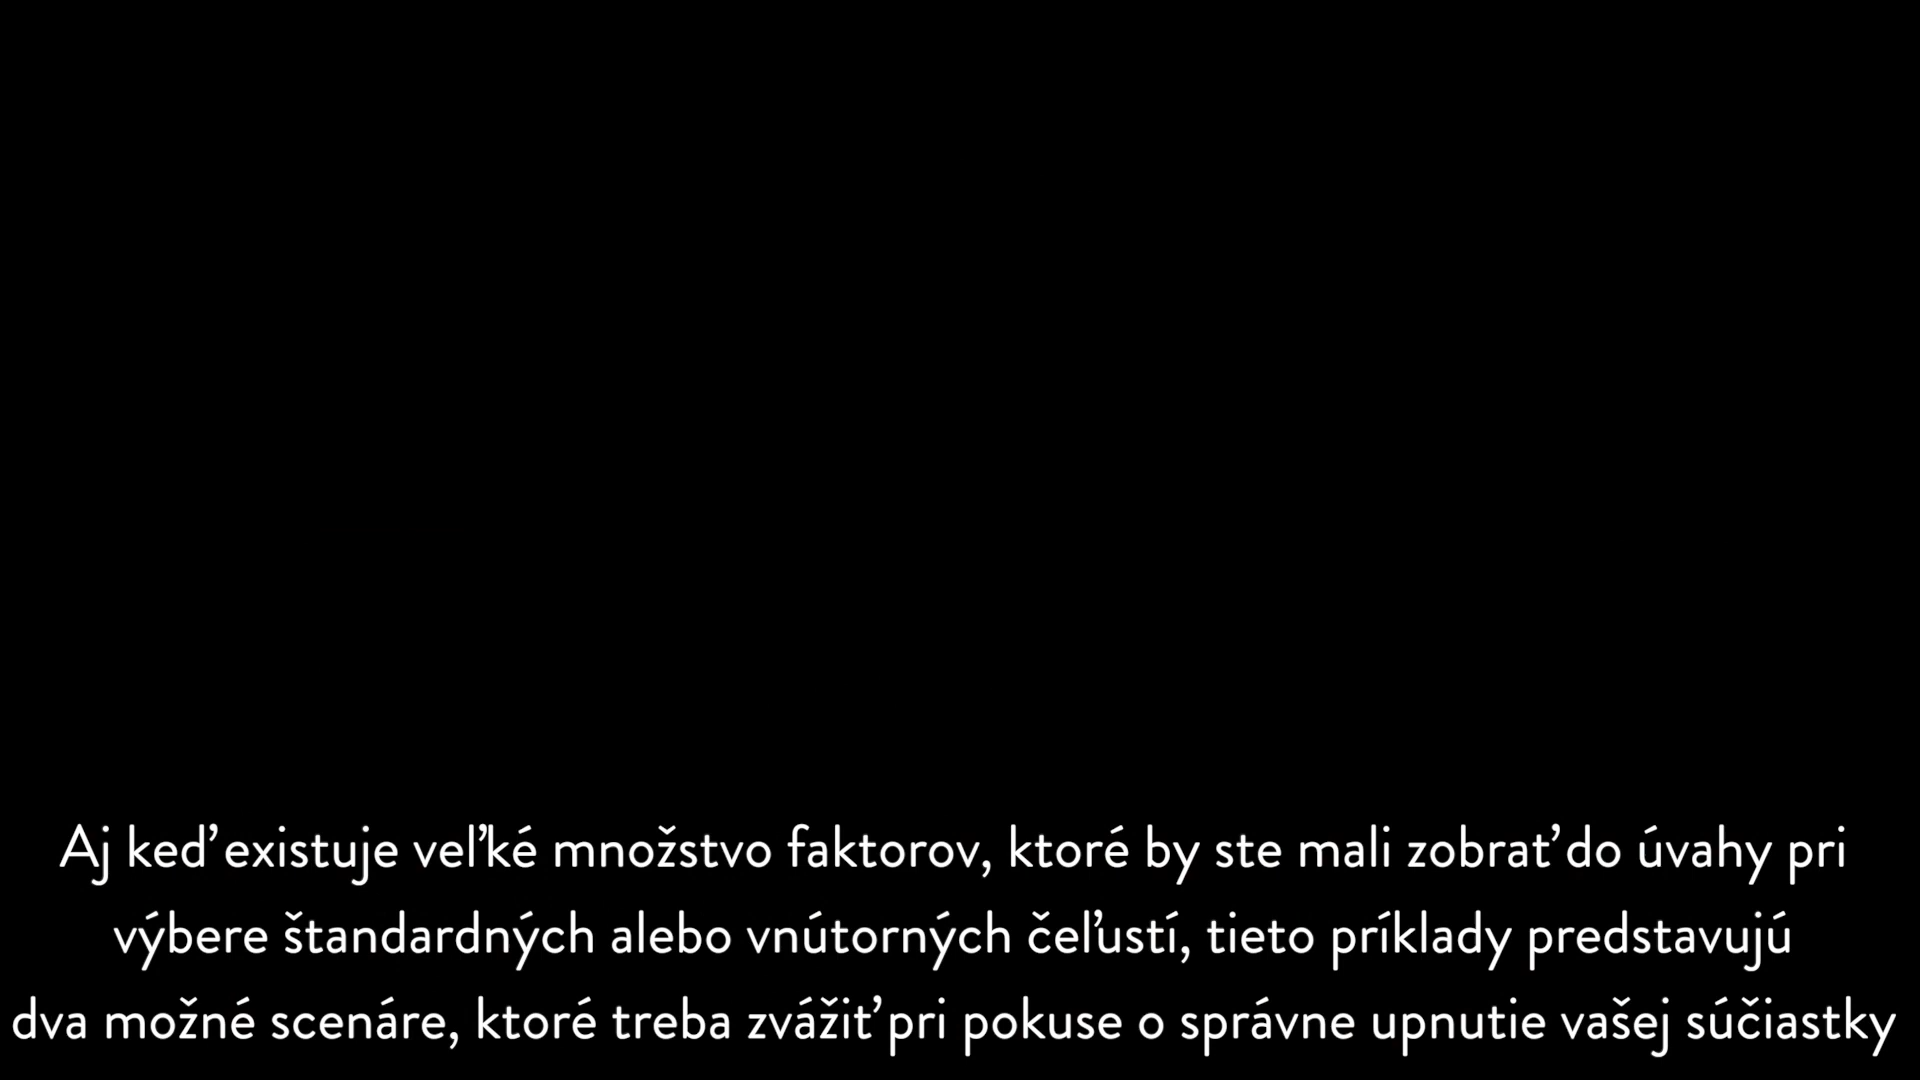 Aj keď existuje veľké množstvo faktorov, ktoré by ste mali zobrať do úvahy pri
výbere štandardných alebo vnútorných čeľustí, tieto príklady predstavujú
dva možné scenáre, ktoré treba zvážiť pri pokuse o správne upnutie vašej súčiastky